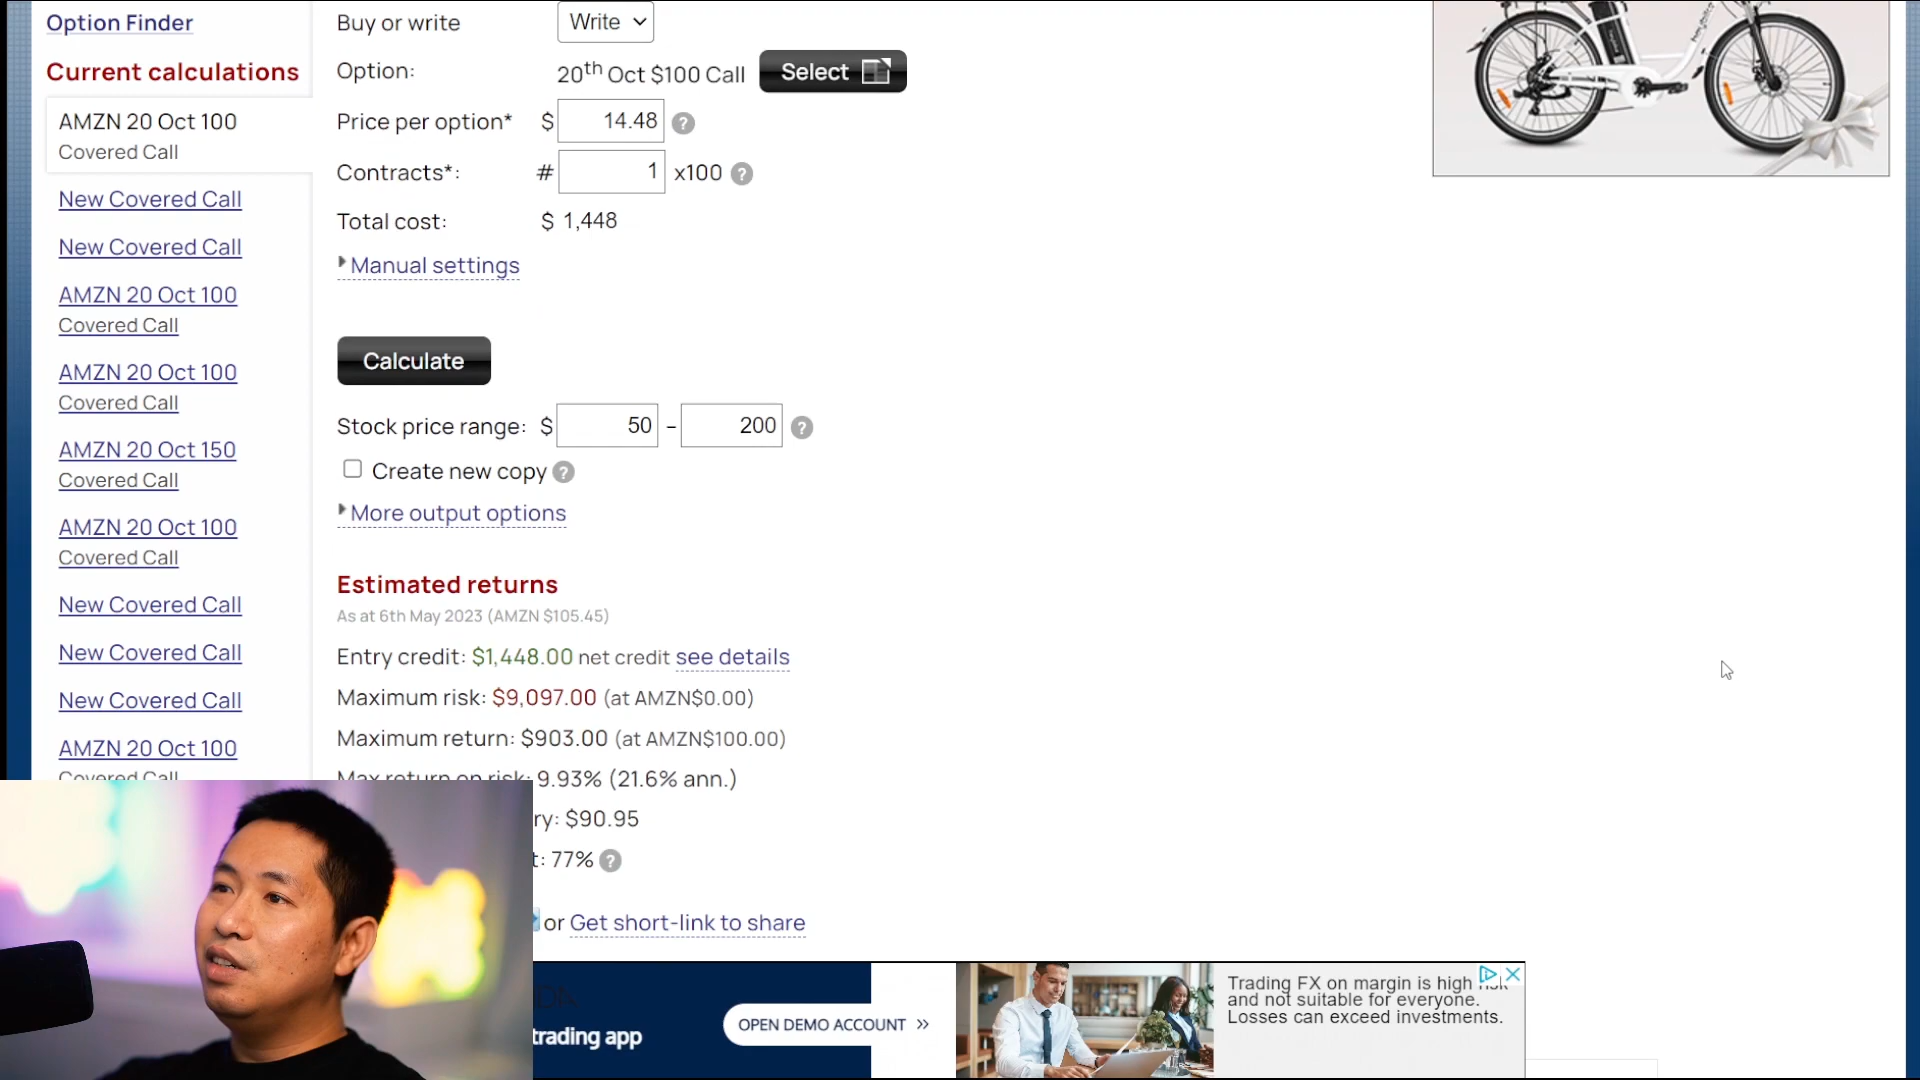 Option Finder
Current calculations
AMZN 20 Oct 100
Covered Call
New Covered Call
New Covered Call
AMZN 20 Oct 100
Covered Call
AMZN 20 Oct 100
Covered Call
AMZN 20 Oct 150
Covered Call
AMZN 20 Oct 100
Covered Call
New Covered Call
New Covered Call
New Covered Call
AMZN 20 Oct 100
Covered Call
Buy or write Write
Option: 20th Oct $100 Call Select
Price per option* $ 14.48 ?
Contracts*: # 1 x100 ?
Total cost: $ 1,448
Manual settings
Calculate
Stock price range: $ 50 - 200 ?
Create new copy ?
More output options
Estimated returns
As at 6th May 2023 (AMZN $105.45)
Entry credit: $1,448.00 net credit see details
Maximum risk: $9,097.00 (at AMZN$0.00)
Maximum return: $903.00 (at AMZN$100.00)
Max return on risk: 9.93% (21.6% ann.)
ry: $90.95
t: 77% ?
or Get short-link to share
trading app
OPEN DEMO ACCOUNT »
Trading FX on margin is high risk
and not suitable for everyone.
Losses can exceed investments.